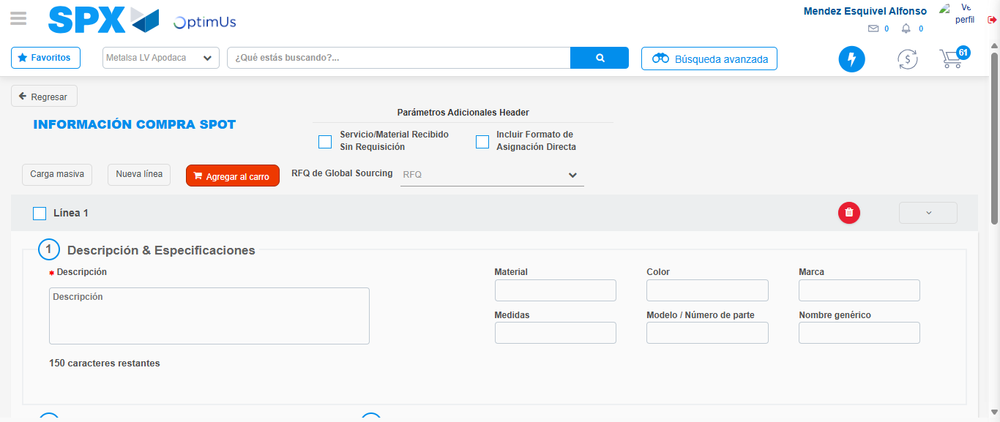 SPX OptimUs
Mendez Esquivel Alfonso
Ve
perfil
0 0
Favoritos
Metalsa LV Apodaca
¿Qué estás buscando?...
Búsqueda avanzada
61
Regresar
INFORMACIÓN COMPRA SPOT
Parámetros Adicionales Header
Servicio/Material Recibido
Sin Requisición
Incluir Formato de
Asignación Directa
Carga masiva
Nueva línea
Agregar al carro
RFQ de Global Sourcing
RFQ
Línea 1
1 Descripción & Especificaciones
* Descripción
Material
Color
Marca
Descripción
Medidas
Modelo / Número de parte
Nombre genérico
150 caracteres restantes